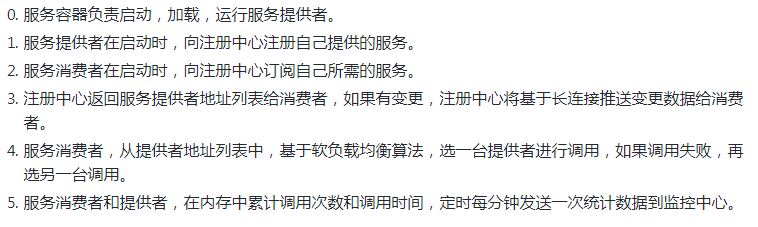 0. 服务容器负责启动，加载，运行服务提供者。
1. 服务提供者在启动时，向注册中心注册自己提供的服务。
2. 服务消费者在启动时，向注册中心订阅自己所需的服务。
3. 注册中心返回服务提供者地址列表给消费者，如果有变更，注册中心将基于长连接推送变更数据给消费
者。
4. 服务消费者，从提供者地址列表中，基于软负载均衡算法，选一台提供者进行调用，如果调用失败，再
选另一台调用。
5. 服务消费者和提供者，在内存中累计调用次数和调用时间，定时每分钟发送一次统计数据到监控中心。